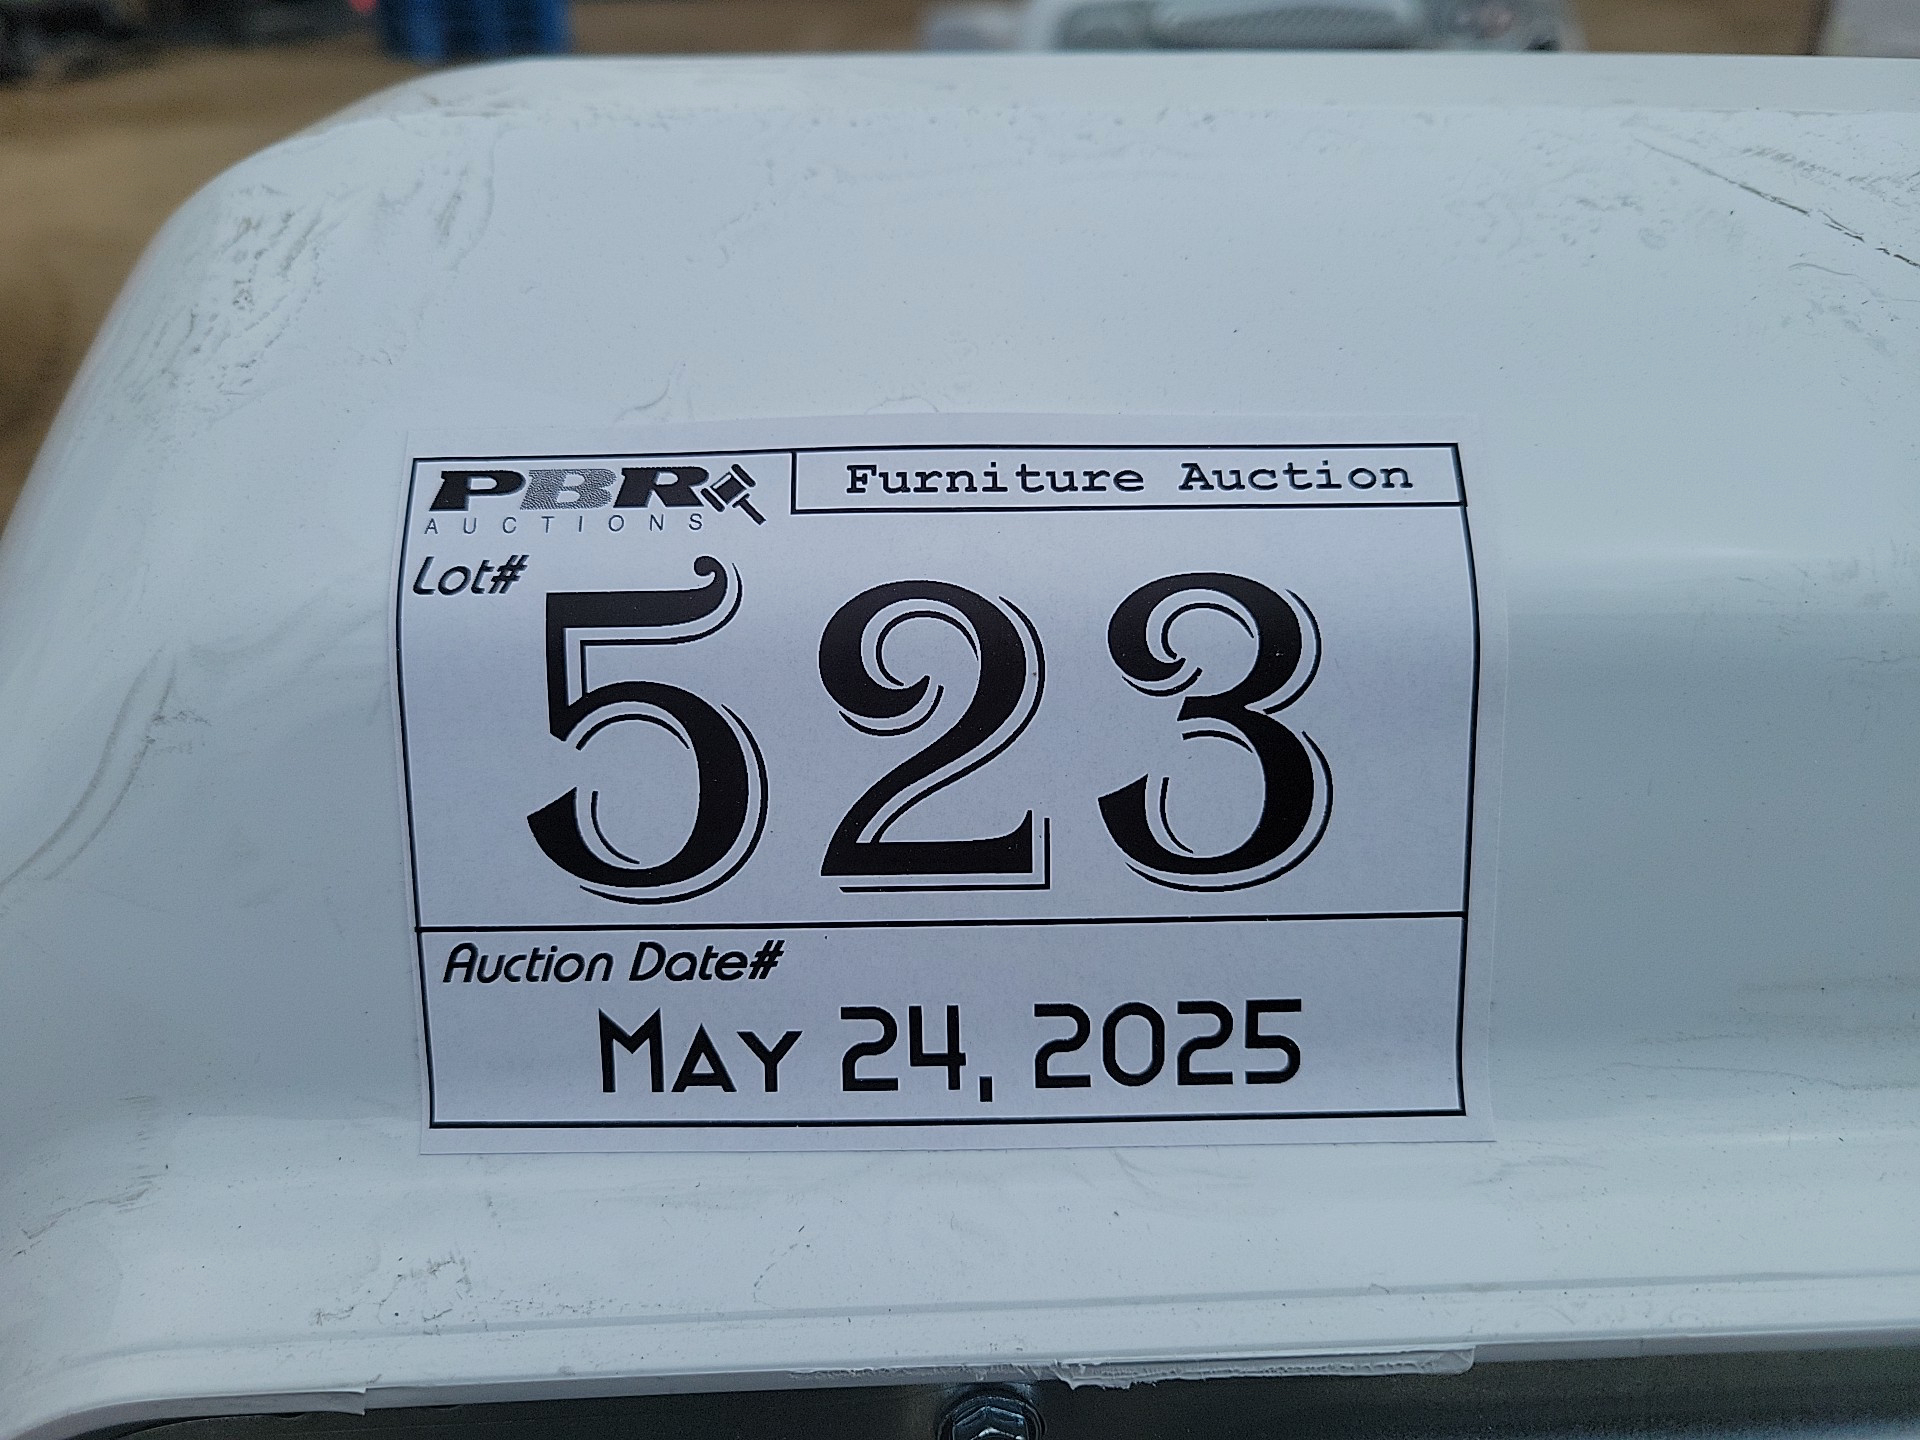 PBR
AUCTIONS
Furniture Auction
Lot#
523
Auction Date#
May 24, 2025